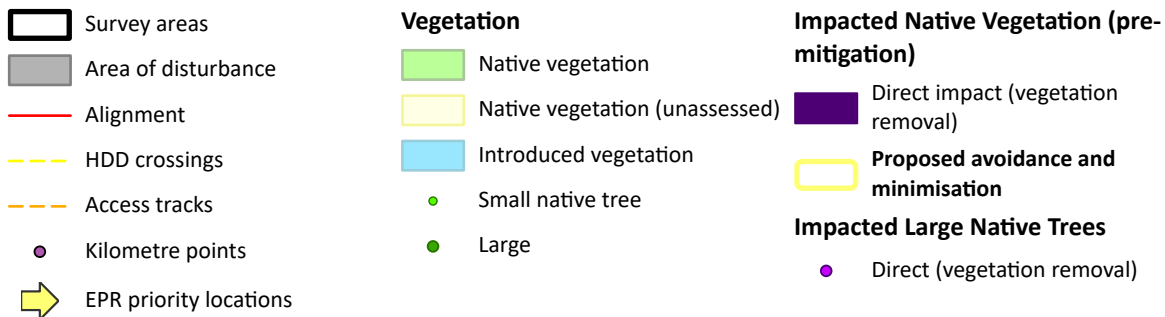 Survey areas
Area of disturbance
Alignment
HDD crossings
Access tracks
Kilometre points
EPR priority locations
Vegetation
Native vegetation
Native vegetation (unassessed)
Introduced vegetation
Small native tree
Large
Impacted Native Vegetation (pre-
mitigation)
Direct impact (vegetation
removal)
Proposed avoidance and
minimisation
Impacted Large Native Trees
Direct (vegetation removal)